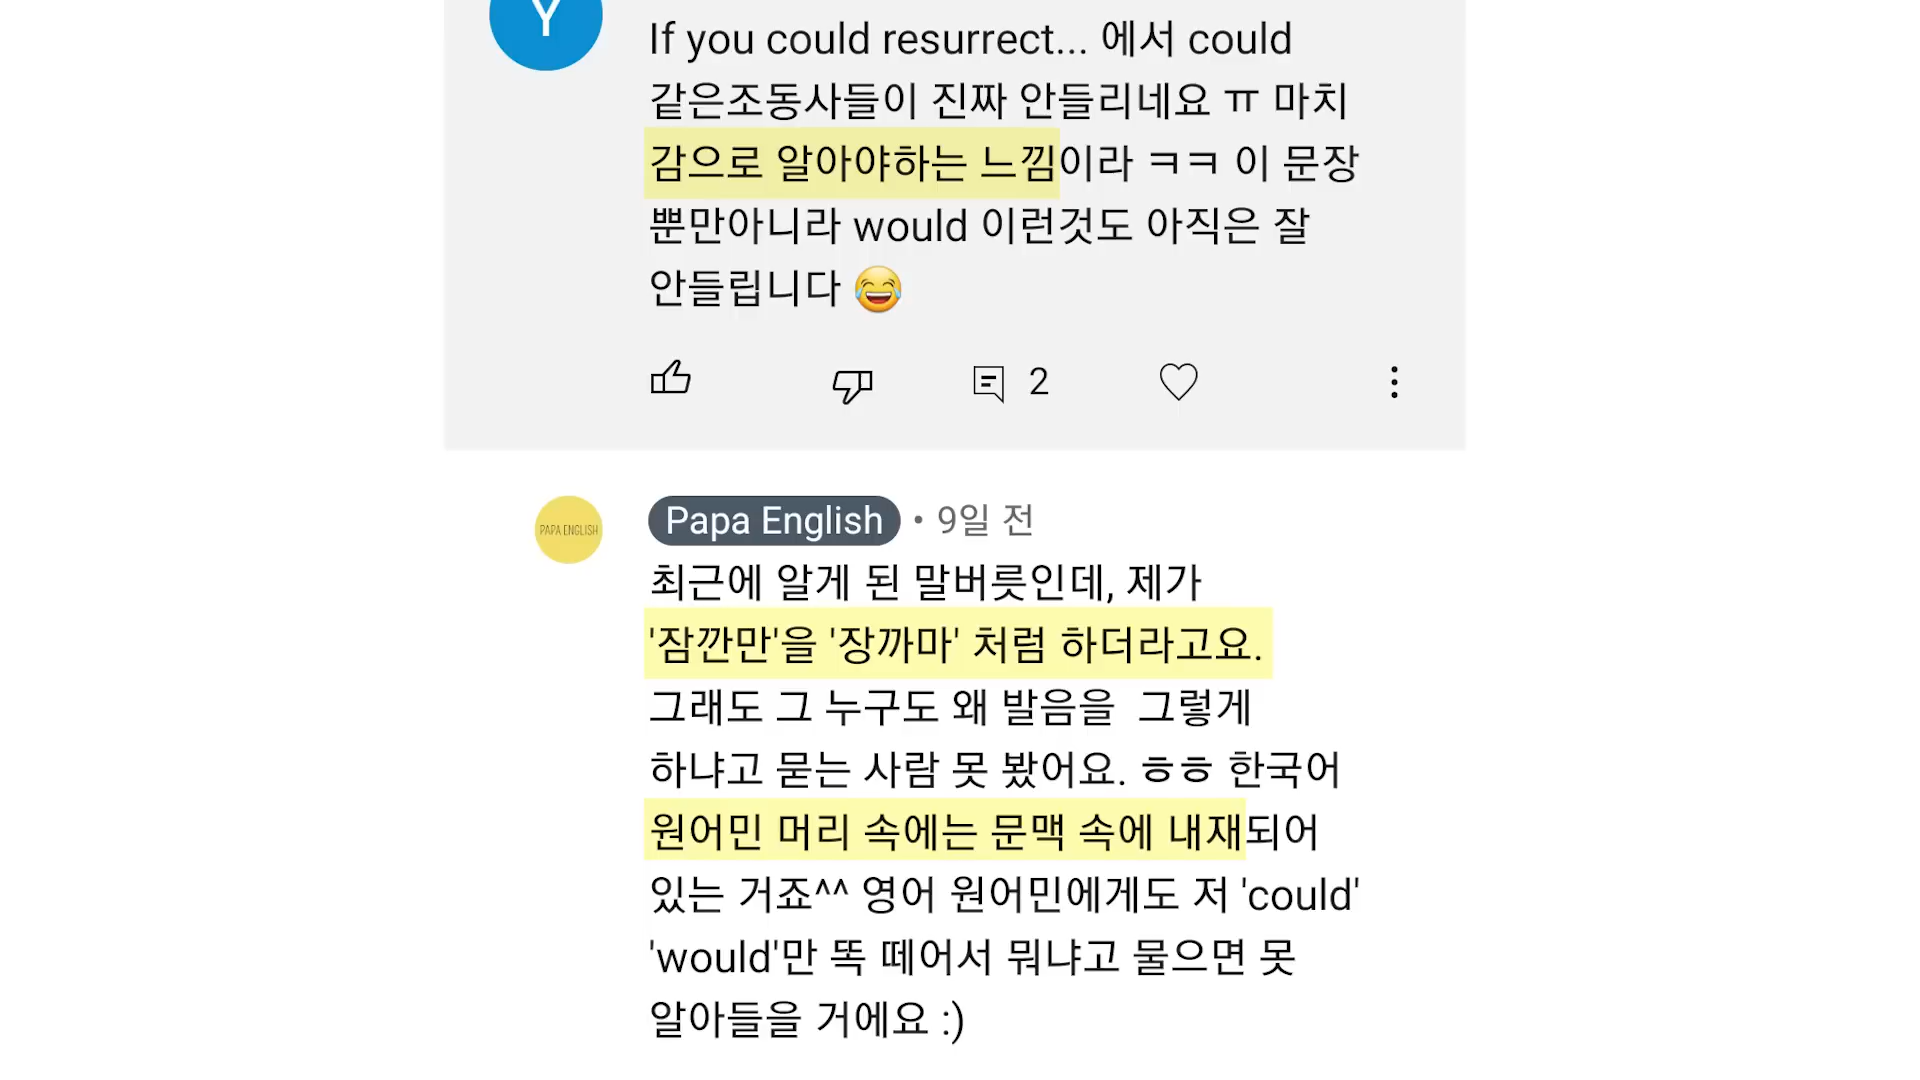 Y
If you could resurrect... 에서 could
같은조동사들이 진짜 안들리네요 ㅠ 마치
감으로 알아야하는 느낌이라 ㅋㅋ 이 문장
뿐만아니라 would 이런것도 아직은 잘
안들립니다 😂
2
PAPA ENGLISH
Papa English • 9일 전
최근에 알게 된 말버릇인데, 제가
'잠깐만'을 '장까마' 처럼 하더라고요.
그래도 그 누구도 왜 발음을 그렇게
하냐고 묻는 사람 못 봤어요. ㅎㅎ 한국어
원어민 머리 속에는 문맥 속에 내재되어
있는 거죠^^ 영어 원어민에게도 저 'could'
'would'만 똑 떼어서 뭐냐고 물으면 못
알아들을 거에요 :)